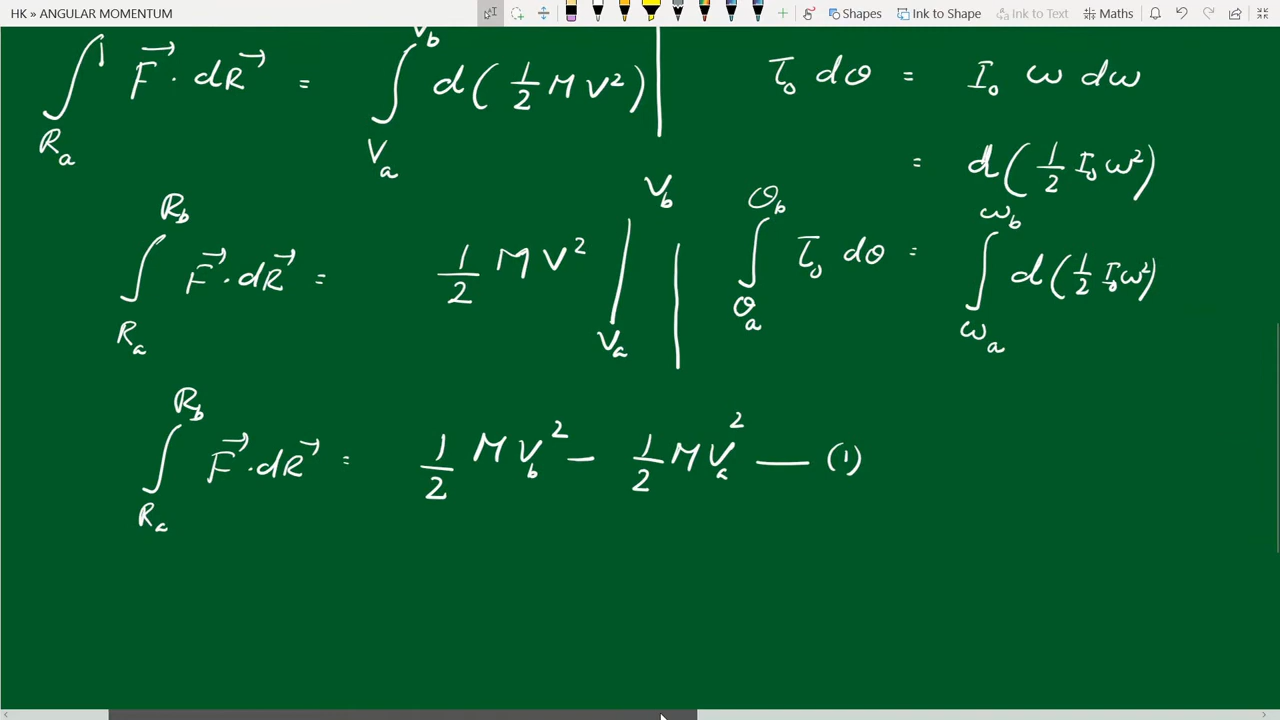 HK » ANGULAR MOMENTUM
Shapes Ink to Shape Ink to Text Maths
∫_{R_a} F⃗ · dR⃗ = ∫_{V_a}^{V_b} d(½ M V²)
τ₀ dθ = I₀ ω dω
= d(½ I₀ ω²)
∫_{R_a}^{R_b} F⃗ · dR⃗ = ½ M V² |_{V_a}^{V_b}
∫_{θ_a}^{θ_b} τ₀ dθ = ∫_{ω_a}^{ω_b} d(½ I₀ ω²)
∫_{R_a}^{R_b} F⃗ · dR⃗ = ½ M V_b² − ½ M V_a² — (1)